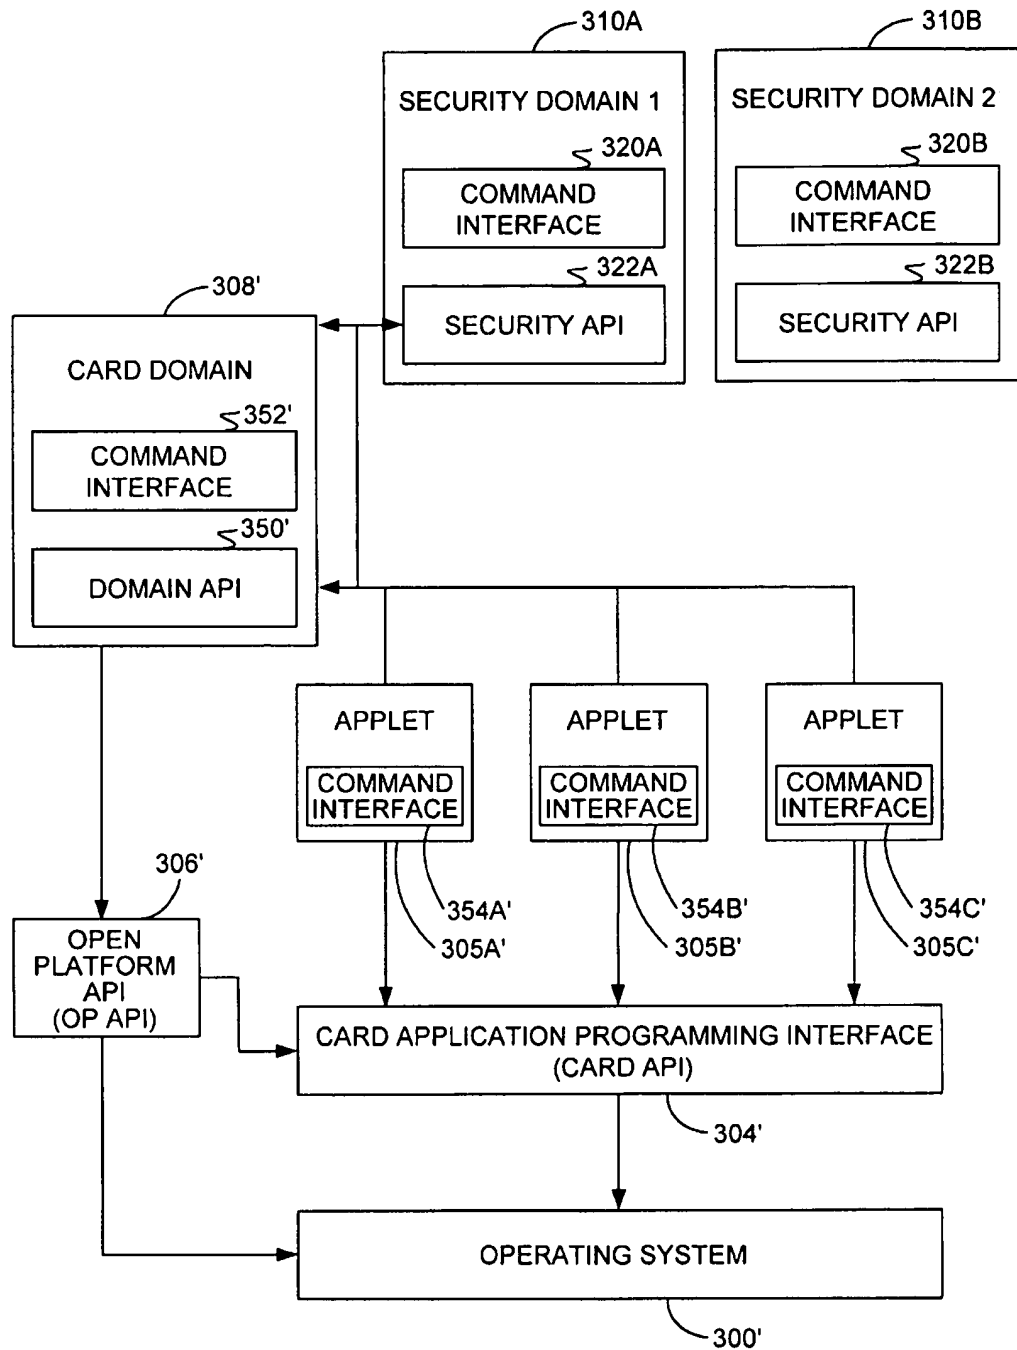 310A
310B
SECURITY DOMAIN 1
SECURITY DOMAIN 2
320A
320B
COMMAND
INTERFACE
COMMAND
INTERFACE
322A
322B
SECURITY API
SECURITY API
308'
CARD DOMAIN
352'
COMMAND
INTERFACE
350'
DOMAIN API
APPLET
APPLET
APPLET
COMMAND
INTERFACE
COMMAND
INTERFACE
COMMAND
INTERFACE
354A'
305A'
354B'
305B'
354C'
305C'
306'
OPEN
PLATFORM
API
(OP API)
CARD APPLICATION PROGRAMMING INTERFACE
(CARD API)
304'
OPERATING SYSTEM
300'